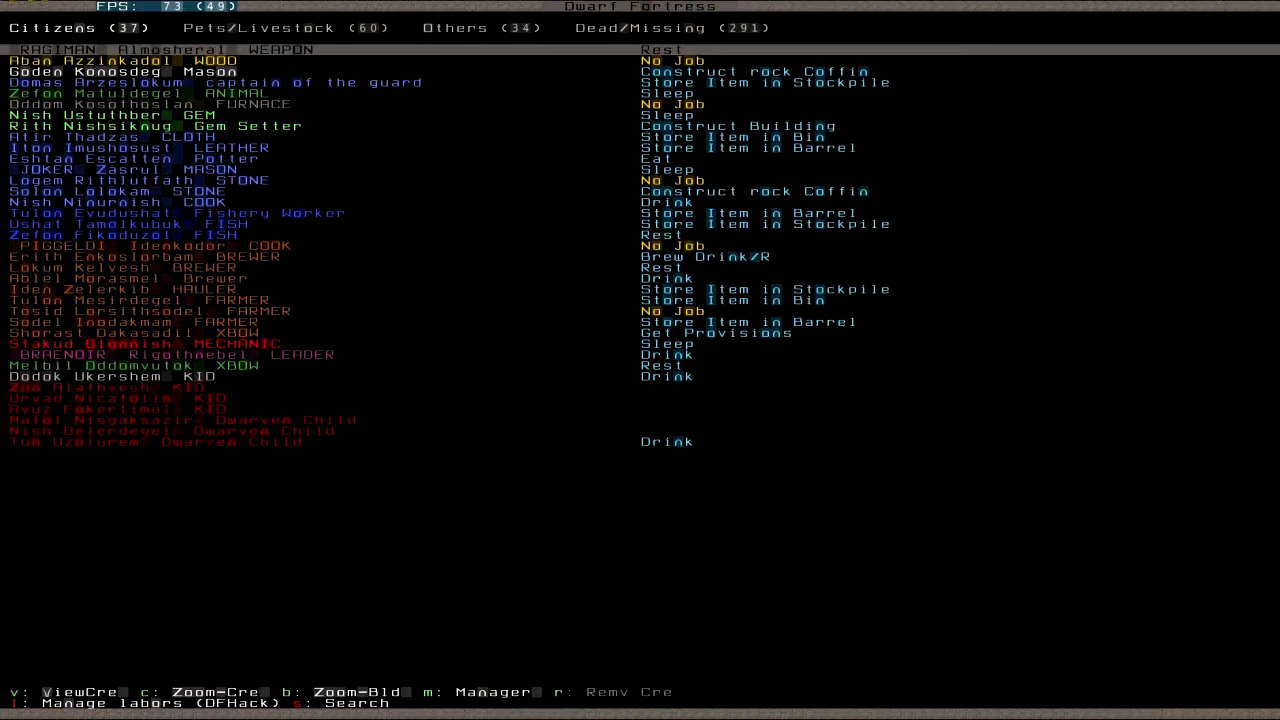 FPS: 73 (49) Dwarf Fortress
Citizens (37) Pets/Livestock (60) Others (34) Dead/Missing (291)
RAGIMAN Almosheral WEAPON Rest
Aban Azzinkadol WOOD No Job
Goden Konosdeg Mason Construct rock Coffin
Domas Arzeslokum captain of the guard Store Item in Stockpile
Zefon Matuldegel ANIMAL Sleep
Oddom Kosothoslan FURNACE No Job
Nish Ustuthber GEM Sleep
Rith Nishsiknug Gem Setter Construct Building
Atir Thadzas CLOTH Store Item in Bin
Iton Imushosust LEATHER Store Item in Barrel
Eshtan Escatten Potter Eat
JOKER Zasrul MASON Sleep
Logem Rithlutfath STONE No Job
Solon Lolokam STONE Construct rock Coffin
Nish Ninurnish COOK Drink
Tulon Evudushat Fishery Worker Store Item in Barrel
Ushat Tamolkubuk FISH Store Item in Stockpile
Zefon Fikoduzol FISH Rest
PIGGELDI Idenkodor COOK No Job
Erith Enkoslorbam BREWER Brew Drink/R
Lokum Kelvesh BREWER Rest
Ablel Morasmel Brewer Drink
Iden Zelerkib HAULER Store Item in Stockpile
Tulon Mesirdegel FARMER Store Item in Bin
Tosid Lorsithsodel FARMER No Job
Sodel Inodakmam FARMER Store Item in Barrel
Shorast Dakasadil XBOW Get Provisions
Stakud Olonnish MECHANIC Sleep
BRAENOIR Rigothnebel LEADER Drink
Melbil Oddomvutok XBOW Rest
Dodok Ukershem KID Drink
Zon Alathvesh KID
Urvad Nicatolin KID
Avuz Fokorlimul KID
Mafol Nisgaksazir Dwarven Child
Nish Delerdegel Dwarven Child
Tun Uzolurem Dwarven Child Drink
v: ViewCre c: Zoom-Cre b: Zoom-Bld m: Manager r: Remv Cre
l: Manage labors (DFHack) s: Search